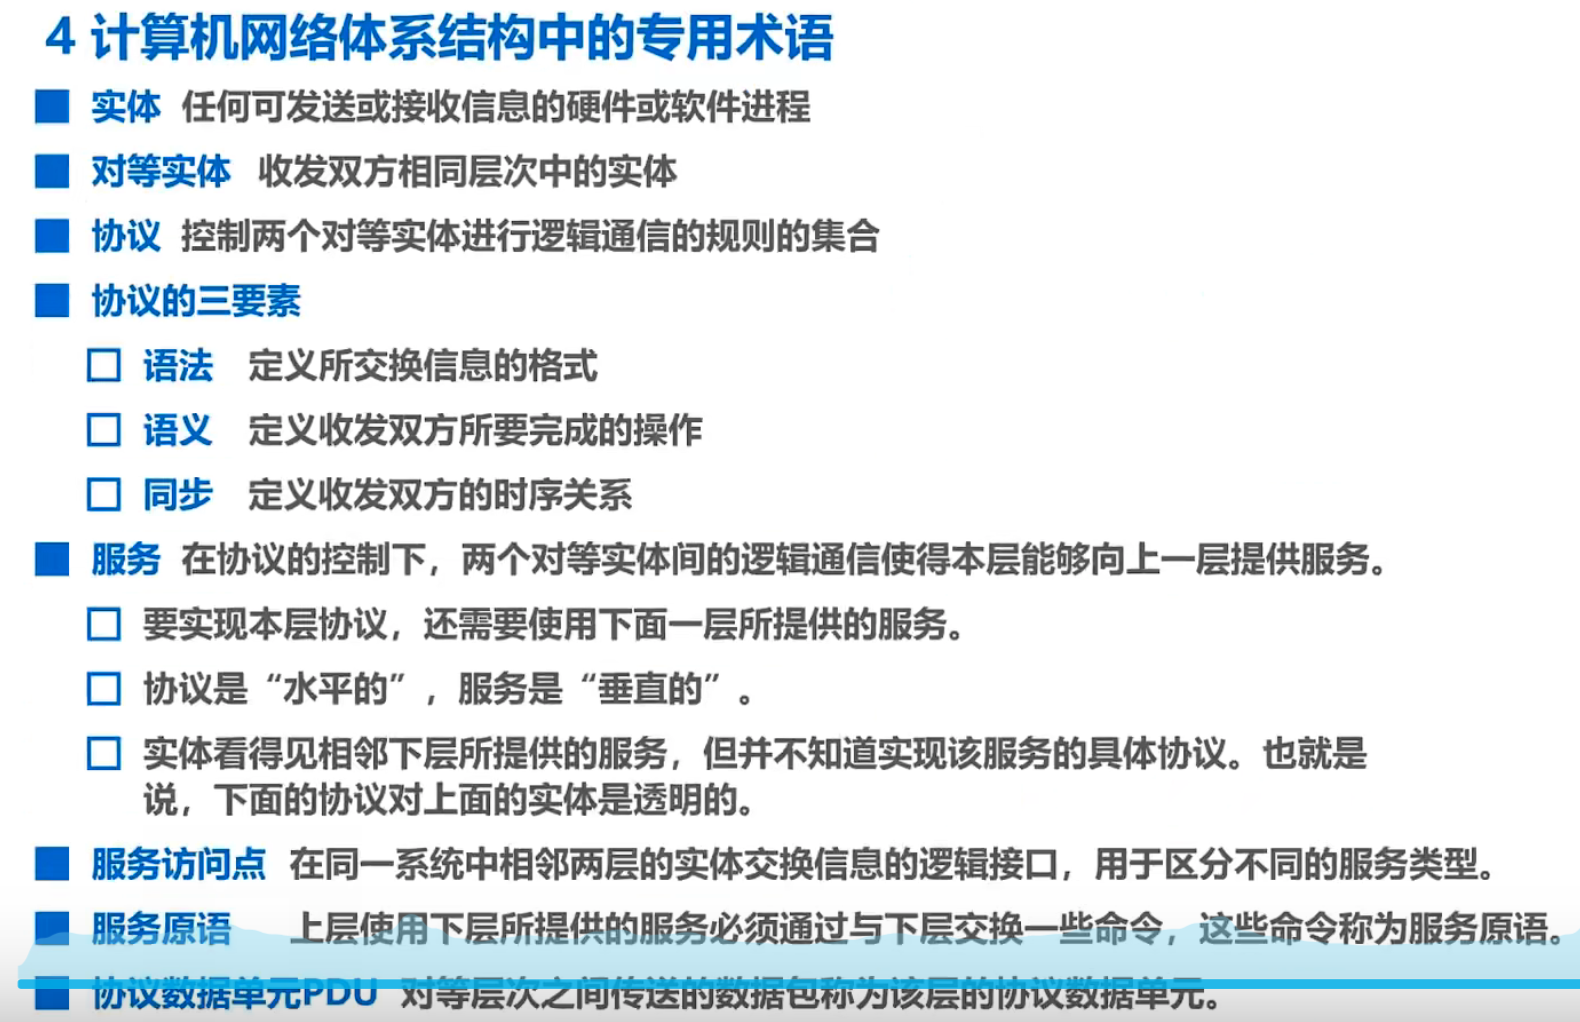 4 计算机网络体系结构中的专用术语
实体 任何可发送或接收信息的硬件或软件进程
对等实体 收发双方相同层次中的实体
协议 控制两个对等实体进行逻辑通信的规则的集合
协议的三要素
语法 定义所交换信息的格式
语义 定义收发双方所要完成的操作
同步 定义收发双方的时序关系
服务 在协议的控制下，两个对等实体间的逻辑通信使得本层能够向上一层提供服务。
要实现本层协议，还需要使用下面一层所提供的服务。
协议是“水平的”，服务是“垂直的”。
实体看得见相邻下层所提供的服务，但并不知道实现该服务的具体协议。也就是
说，下面的协议对上面的实体是透明的。
服务访问点 在同一系统中相邻两层的实体交换信息的逻辑接口，用于区分不同的服务类型。
服务原语 上层使用下层所提供的服务必须通过与下层交换一些命令，这些命令称为服务原语。
协议数据单元PDU 对等层次之间传送的数据包称为该层的协议数据单元。